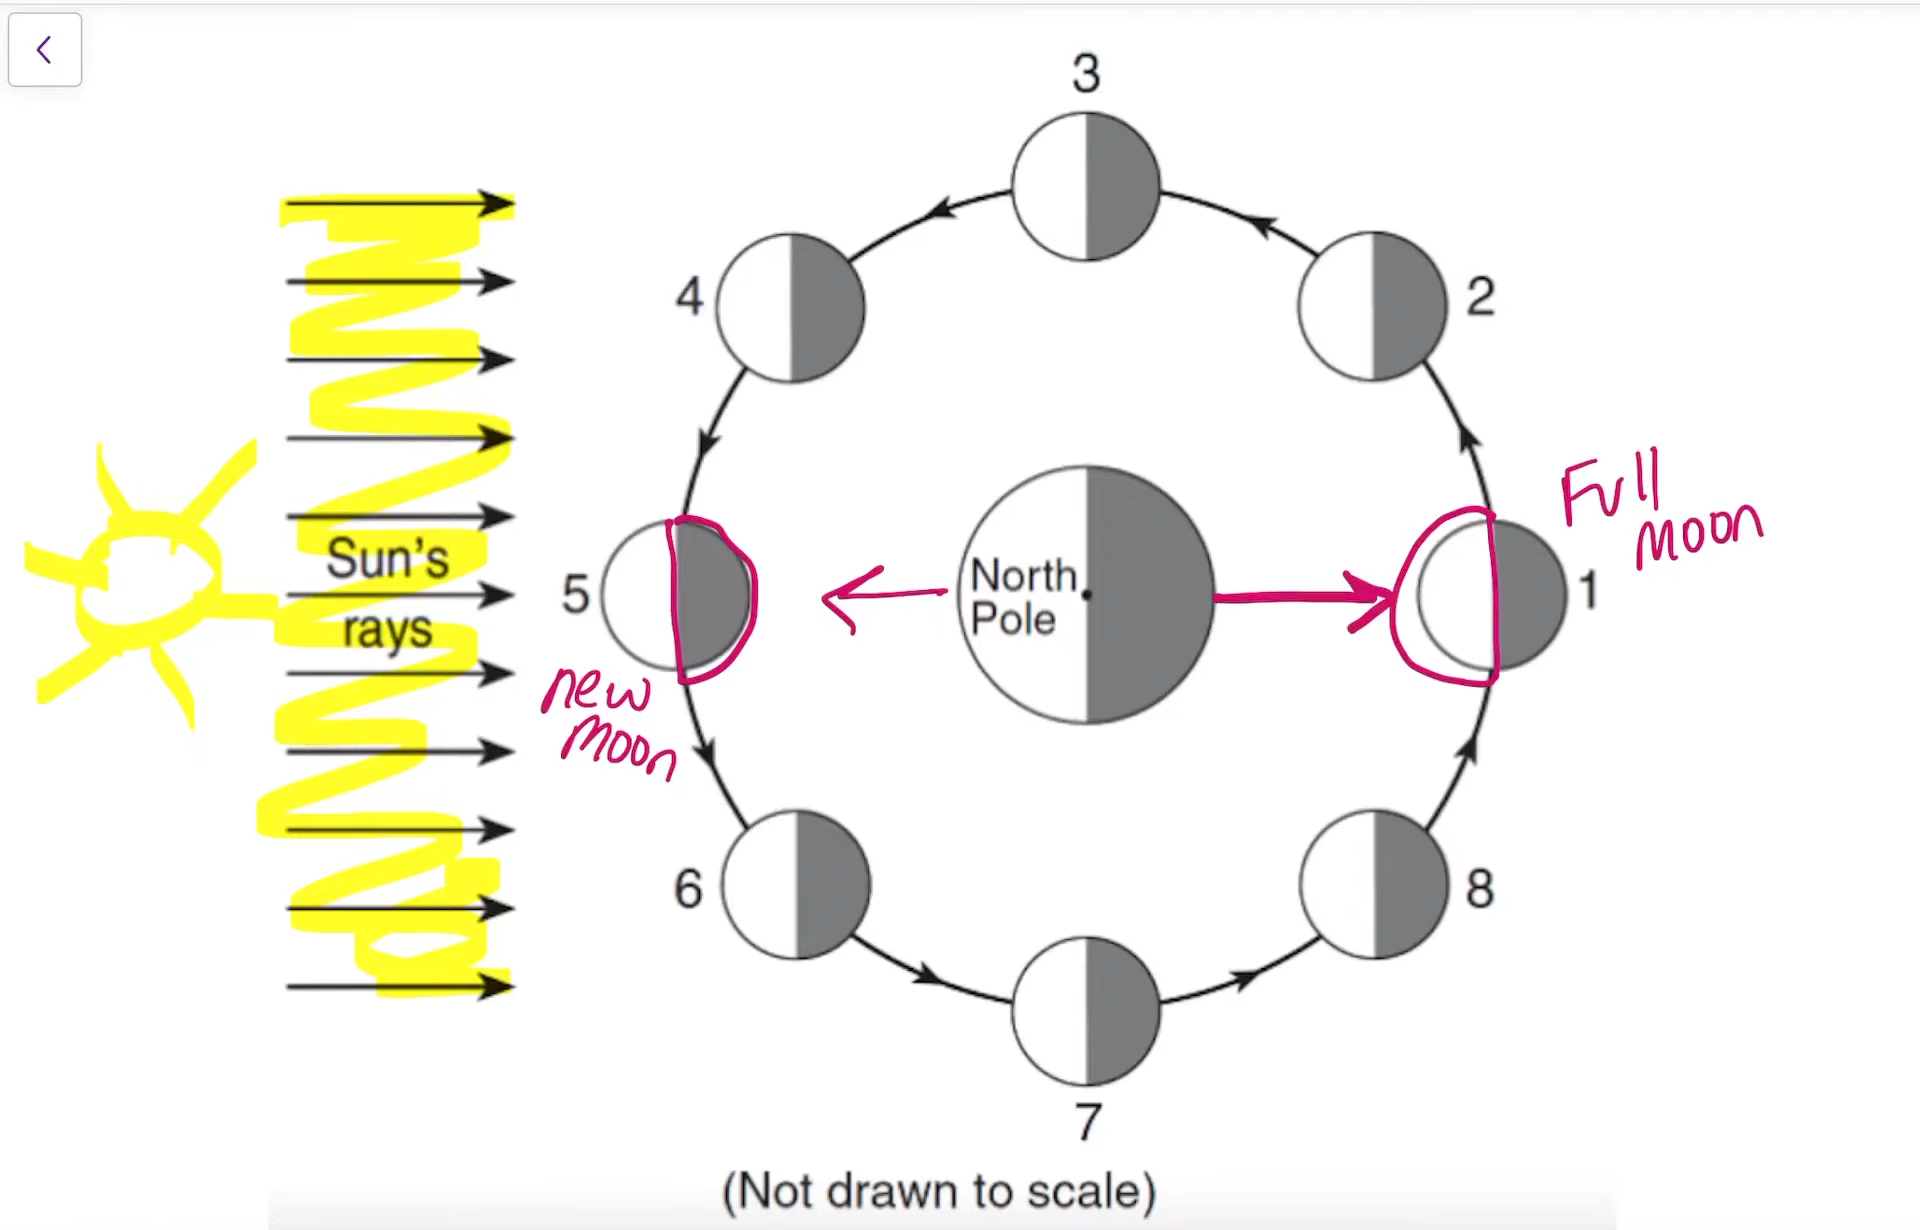 3
4
2
Full
Moon
Sun's
rays
5
North
Pole
1
new
Moon
6
8
7
(Not drawn to scale)